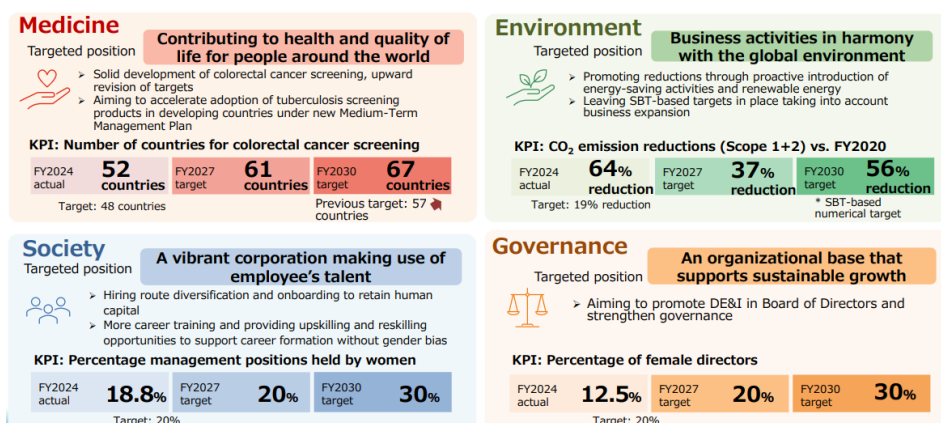 Medicine
Targeted position
Contributing to health and quality of
life for people around the world
➢ Solid development of colorectal cancer screening, upward
revision of targets
➢ Aiming to accelerate adoption of tuberculosis screening
products in developing countries under new Medium-Term
Management Plan
KPI: Number of countries for colorectal cancer screening
FY2024
actual
52
countries
FY2027
target
61
countries
FY2030
target
67
countries
Target: 48 countries
Previous target: 57
countries
Environment
Targeted position
Business activities in harmony
with the global environment
➢ Promoting reductions through proactive introduction of
energy-saving activities and renewable energy
➢ Leaving SBT-based targets in place taking into account
business expansion
KPI: CO₂ emission reductions (Scope 1+2) vs. FY2020
FY2024
actual
64%
reduction
FY2027
target
37%
reduction
FY2030
target
56%
reduction
Target: 19% reduction
* SBT-based
numerical target
Society
Targeted position
A vibrant corporation making use of
employee's talent
➢ Hiring route diversification and onboarding to retain human
capital
➢ More career training and providing upskilling and reskilling
opportunities to support career formation without gender bias
KPI: Percentage management positions held by women
FY2024
actual
18.8%
FY2027
target
20%
FY2030
target
30%
Target: 20%
Governance
Targeted position
An organizational base that
supports sustainable growth
➢ Aiming to promote DE&I in Board of Directors and
strengthen governance
KPI: Percentage of female directors
FY2024
actual
12.5%
FY2027
target
20%
FY2030
target
30%
Target: 20%